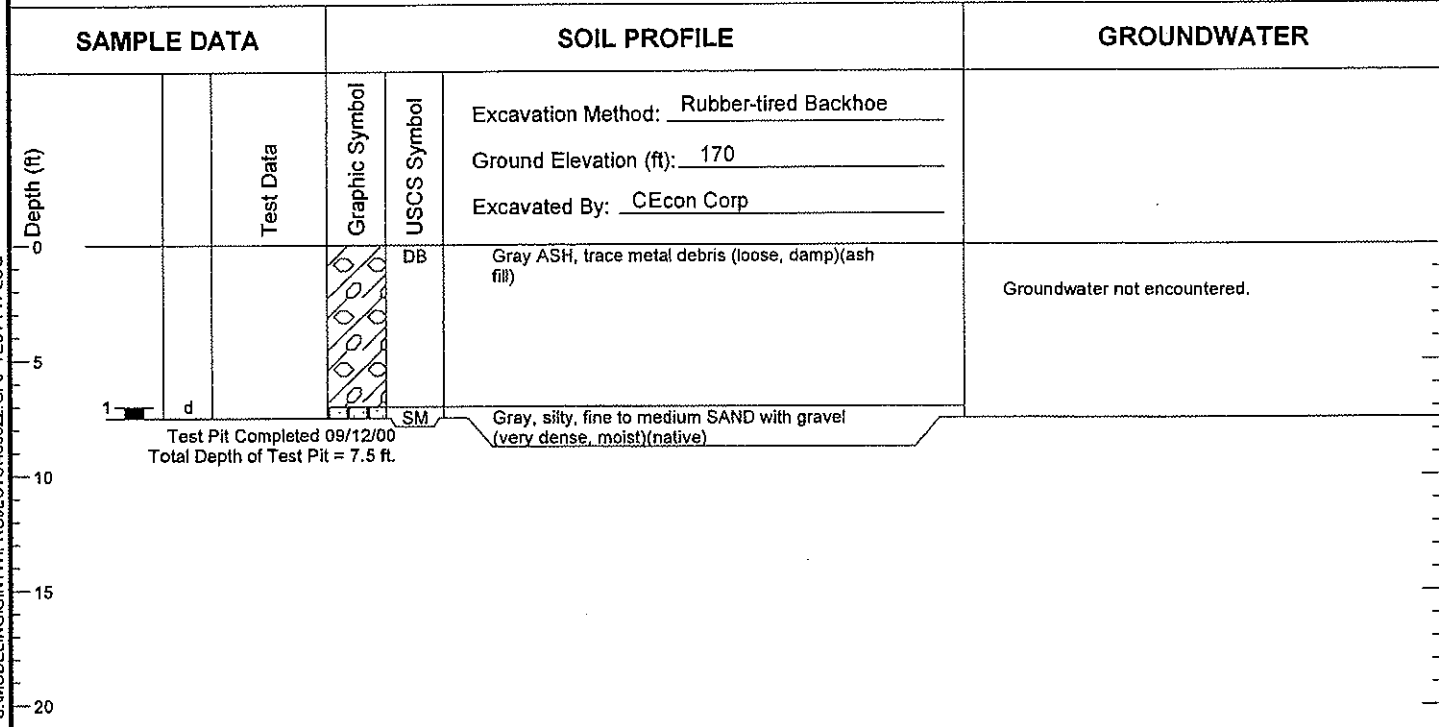 SAMPLE DATA
SOIL PROFILE
GROUNDWATER
Depth (ft)
Test Data
Graphic Symbol
USCS Symbol
Excavation Method: Rubber-tired Backhoe
Ground Elevation (ft): 170
Excavated By: CEcon Corp
0
DB
Gray ASH, trace metal debris (loose, damp)(ash
fill)
Groundwater not encountered.
5
1
d
SM
Gray, silty, fine to medium SAND with gravel
(very dense, moist)(native)
Test Pit Completed 09/12/00
Total Depth of Test Pit = 7.5 ft.
10
15
20